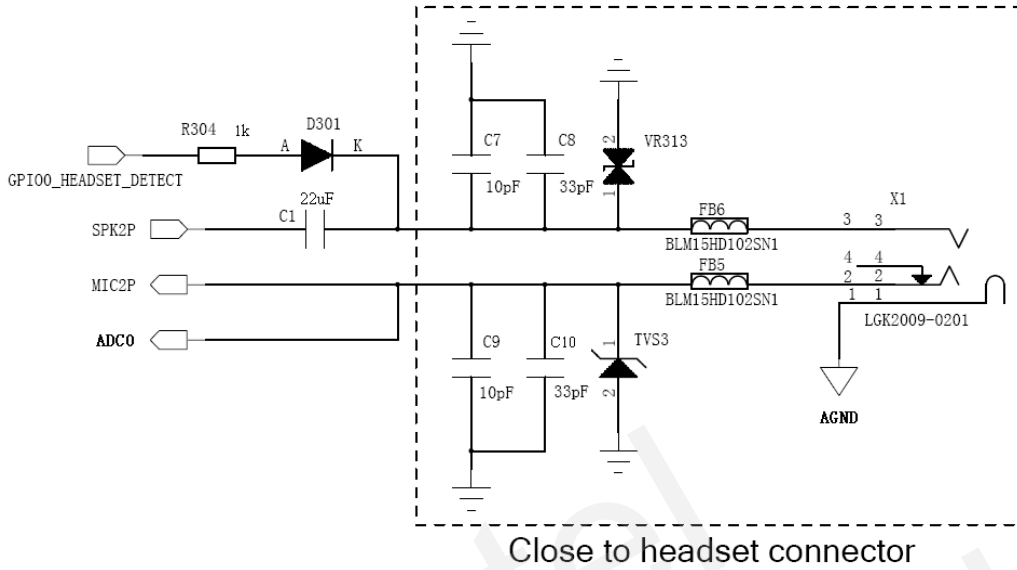 C7
C8
10pF
33pF
2
VR313
1
R304 1k
A
D301
K
GPIO0_HEADSET_DETECT
22uF
C1
SPK2P
FB6
BLM15HD102SN1
X1
3 3
MIC2P
FB5
BLM15HD102SN1
4 4
2 2
1 1
LGK2009-0201
ADC0
C9
C10
10pF
33pF
1
TVS3
2
AGND
Close to headset connector